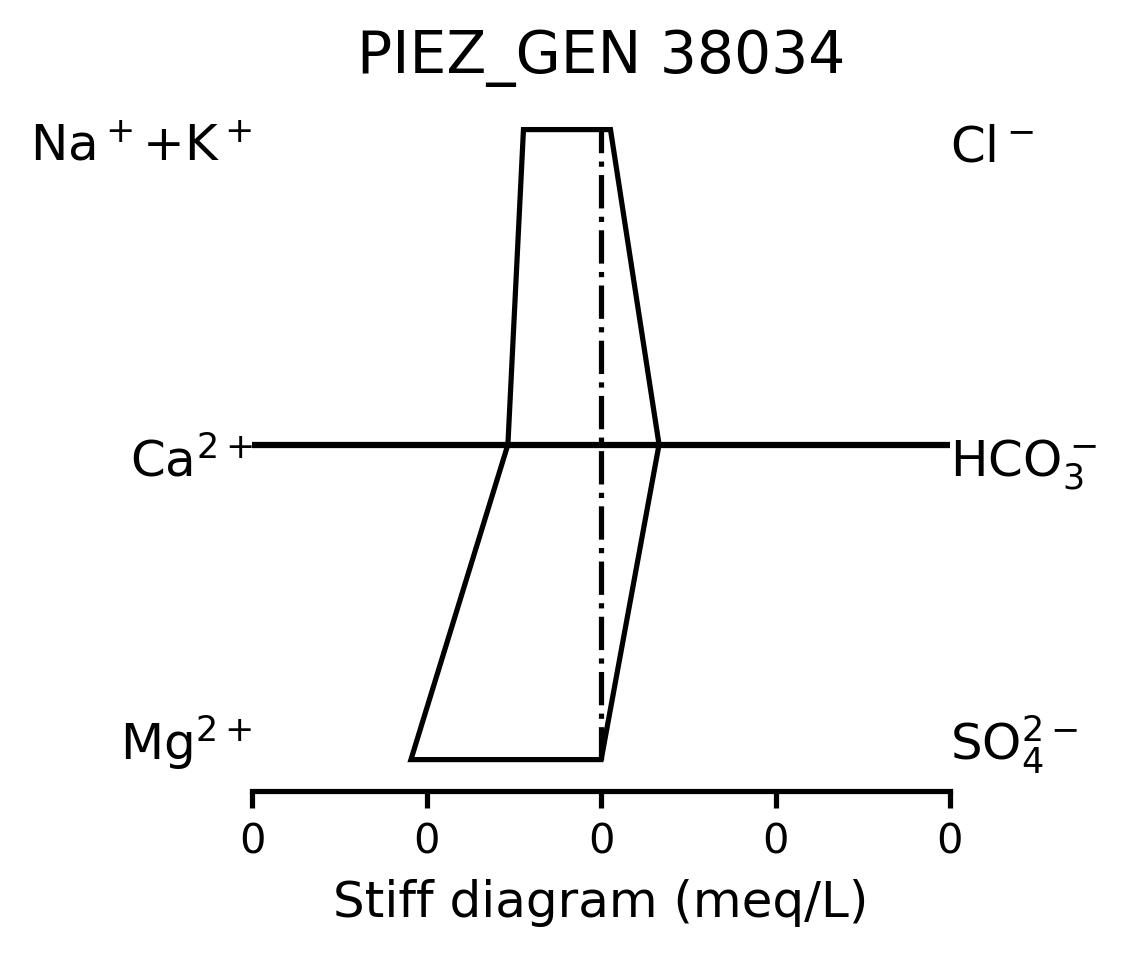 PIEZ_GEN 38034
Na⁺+K⁺ Cl⁻
Ca²⁺ HCO₃⁻
Mg²⁺ SO₄²⁻
0 0 0 0 0
Stiff diagram (meq/L)